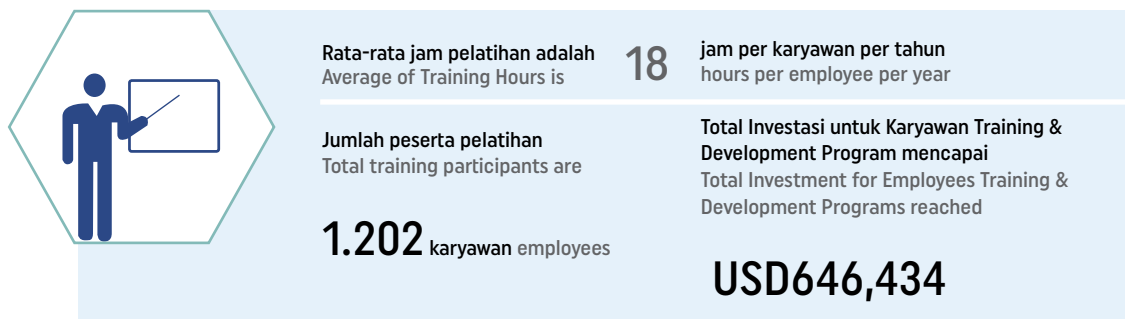 Rata-rata jam pelatihan adalah
Average of Training Hours is
18
jam per karyawan per tahun
hours per employee per year
Jumlah peserta pelatihan
Total training participants are
1.202 karyawan employees
Total Investasi untuk Karyawan Training &
Development Program mencapai
Total Investment for Employees Training &
Development Programs reached
USD646,434